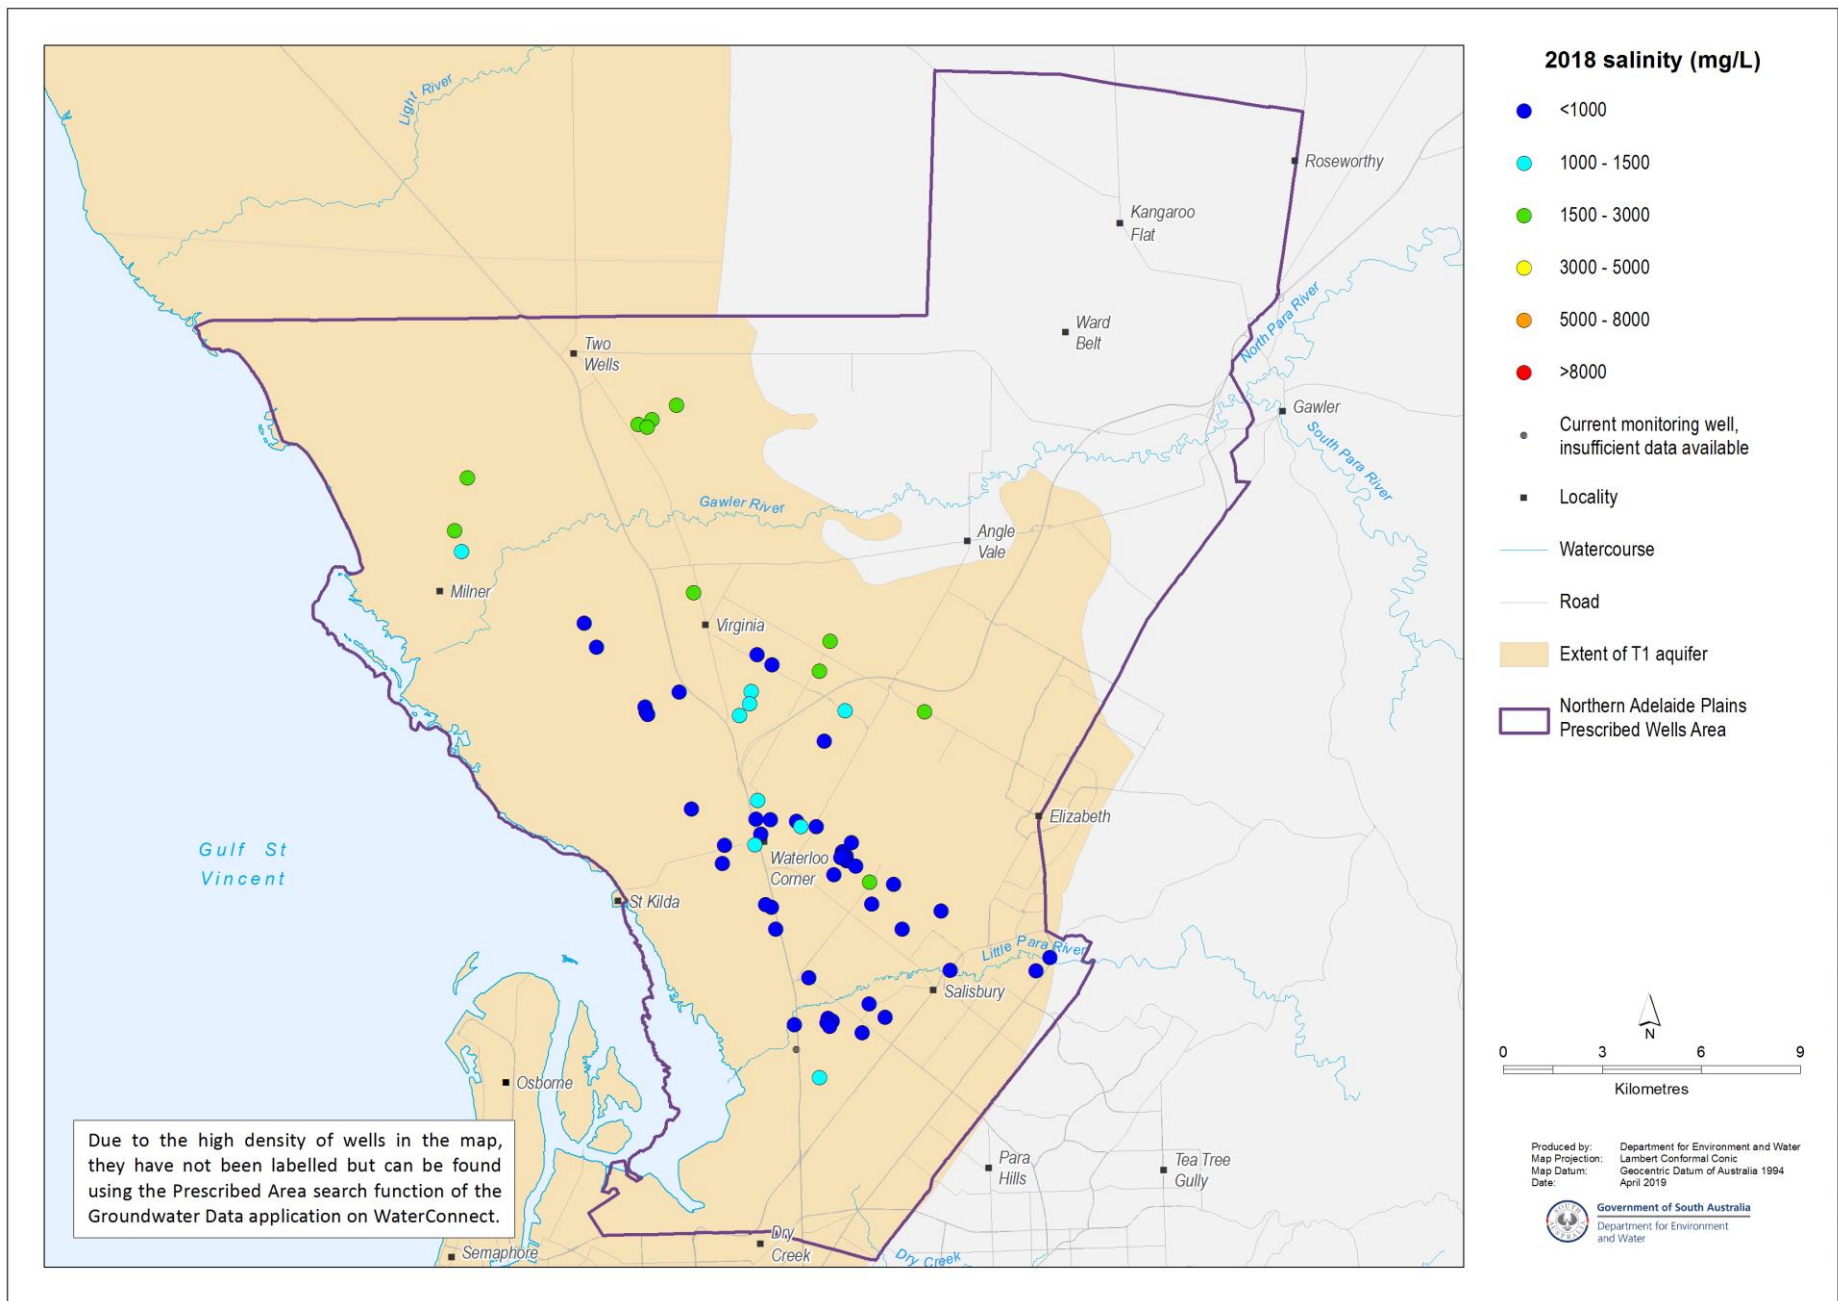 Light River
Roseworthy
Kangaroo
Flat
Ward
Belt
North Para River
Two
Wells
Gawler
South Para River
Gawler River
Angle
Vale
Milner
Virginia
Elizabeth
Gulf St
Vincent
Waterloo
Corner
St Kilda
Little Para River
Salisbury
Osborne
Para
Hills
Tea Tree
Gully
Dry
Creek
Semaphore
Dry Creek
Due to the high density of wells in the map,
they have not been labelled but can be found
using the Prescribed Area search function of the
Groundwater Data application on WaterConnect.
2018 salinity (mg/L)
<1000
1000 - 1500
1500 - 3000
3000 - 5000
5000 - 8000
>8000
Current monitoring well,
insufficient data available
Locality
Watercourse
Road
Extent of T1 aquifer
Northern Adelaide Plains
Prescribed Wells Area
N
0 3 6 9
Kilometres
Produced by: Department for Environment and Water
Map Projection: Lambert Conformal Conic
Map Datum: Geocentric Datum of Australia 1994
Date: April 2019
Government of South Australia
Department for Environment
and Water